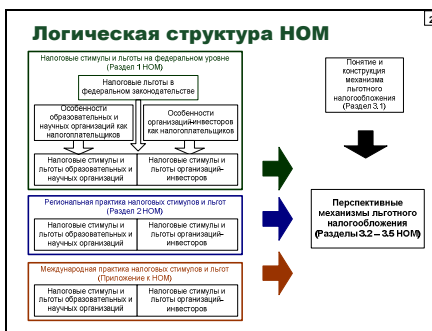 2
Логическая структура НОМ
Налоговые стимулы и льготы на федеральном уровне
(Раздел 1 НОМ)
Налоговые льготы в
федеральном законодательстве
Особенности
образовательных и
научных организаций как
налогоплательщиков
Особенности
организаций-инвесторов
как налогоплательщиков
Налоговые стимулы и
льготы образовательных и
научных организаций
Налоговые стимулы и
льготы организаций-
инвесторов
Региональная практика налоговых стимулов и льгот
(Раздел 2 НОМ)
Налоговые стимулы и
льготы образовательных и
научных организаций
Налоговые стимулы и
льготы организаций-
инвесторов
Международная практика налоговых стимулов и льгот
(Приложение к НОМ)
Налоговые стимулы и
льготы образовательных и
научных организаций
Налоговые стимулы и
льготы организаций-
инвесторов
Понятие и
конструкция
механизма
льготного
налогообложения
(Раздел 3.1)
Перспективные
механизмы льготного
налогообложения
(Разделы 3.2 – 3.5 НОМ)